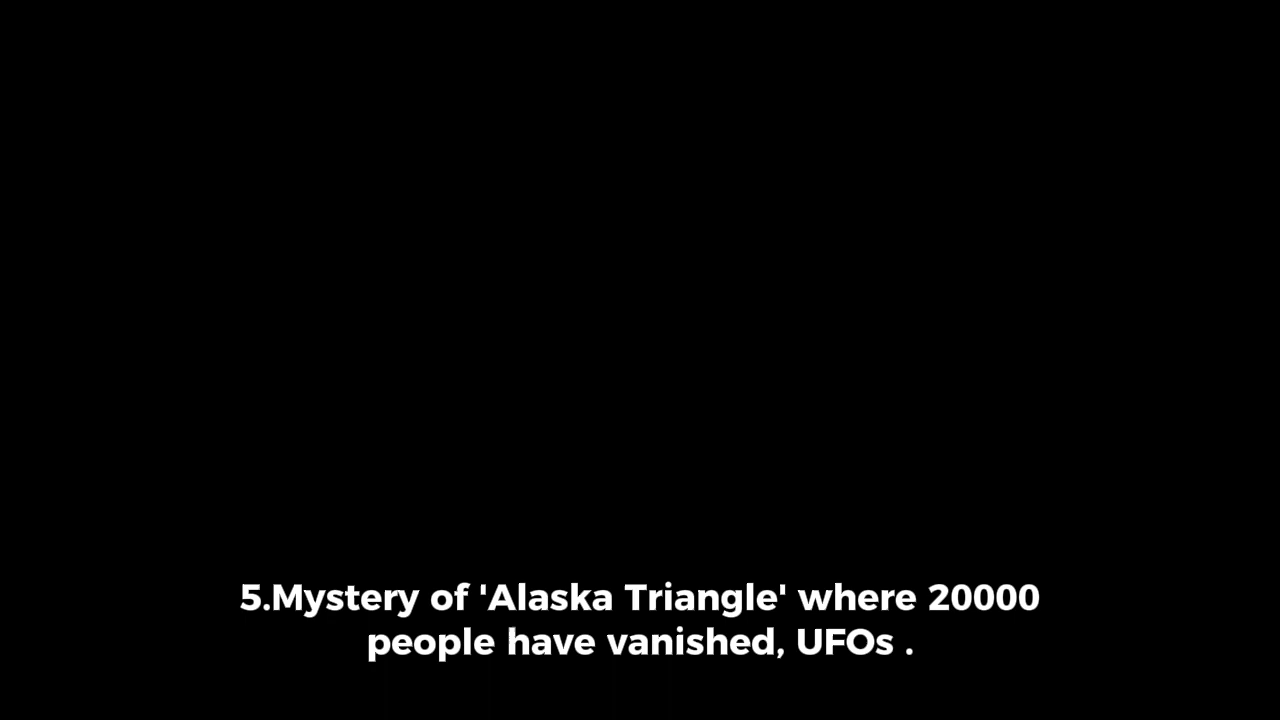 5.Mystery of 'Alaska Triangle' where 20000
people have vanished, UFOs .